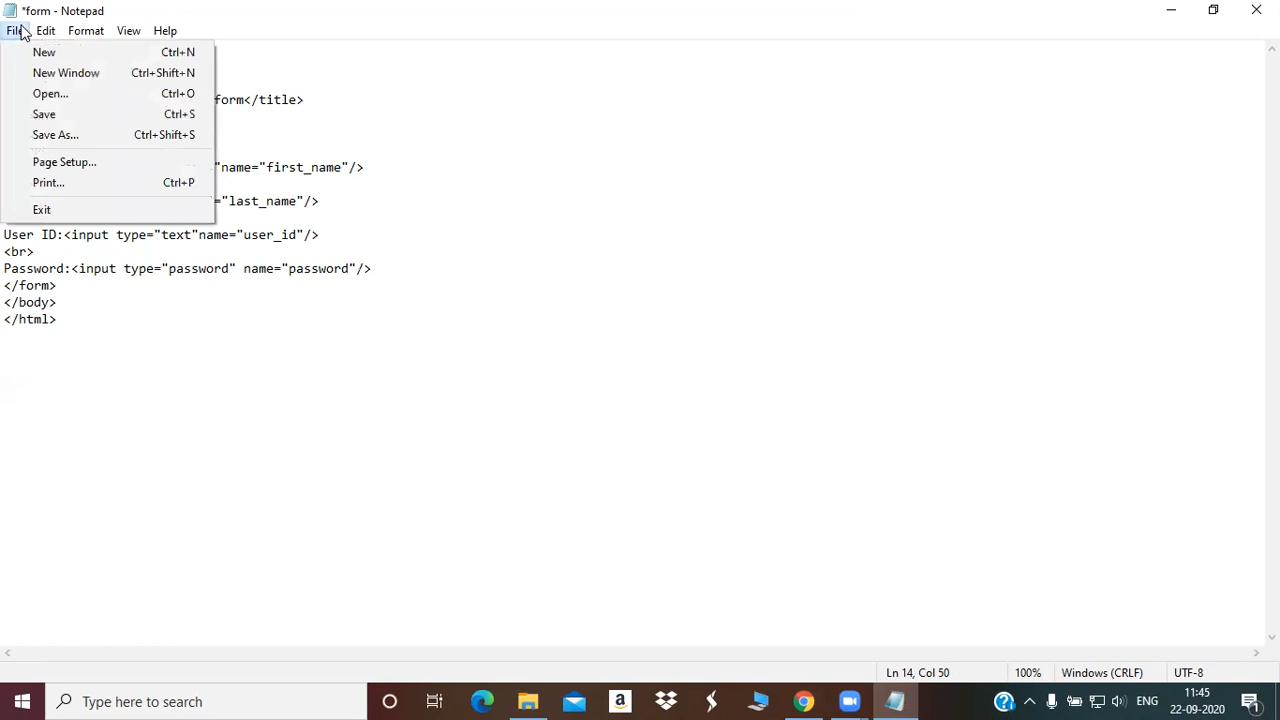 *form - Notepad
File Edit Format View Help
New Ctrl+N
New Window Ctrl+Shift+N
Open... Ctrl+O
form</title>
Save Ctrl+S
Save As... Ctrl+Shift+S
Page Setup...
"name="first_name"/>
Print... Ctrl+P
="last_name"/>
Exit
User ID:<input type="text"name="user_id"/>
<br>
Password:<input type="password" name="password"/>
</form>
</body>
</html>
Ln 14, Col 50 100% Windows (CRLF) UTF-8
Type here to search
ENG
11:45
22-09-2020
1